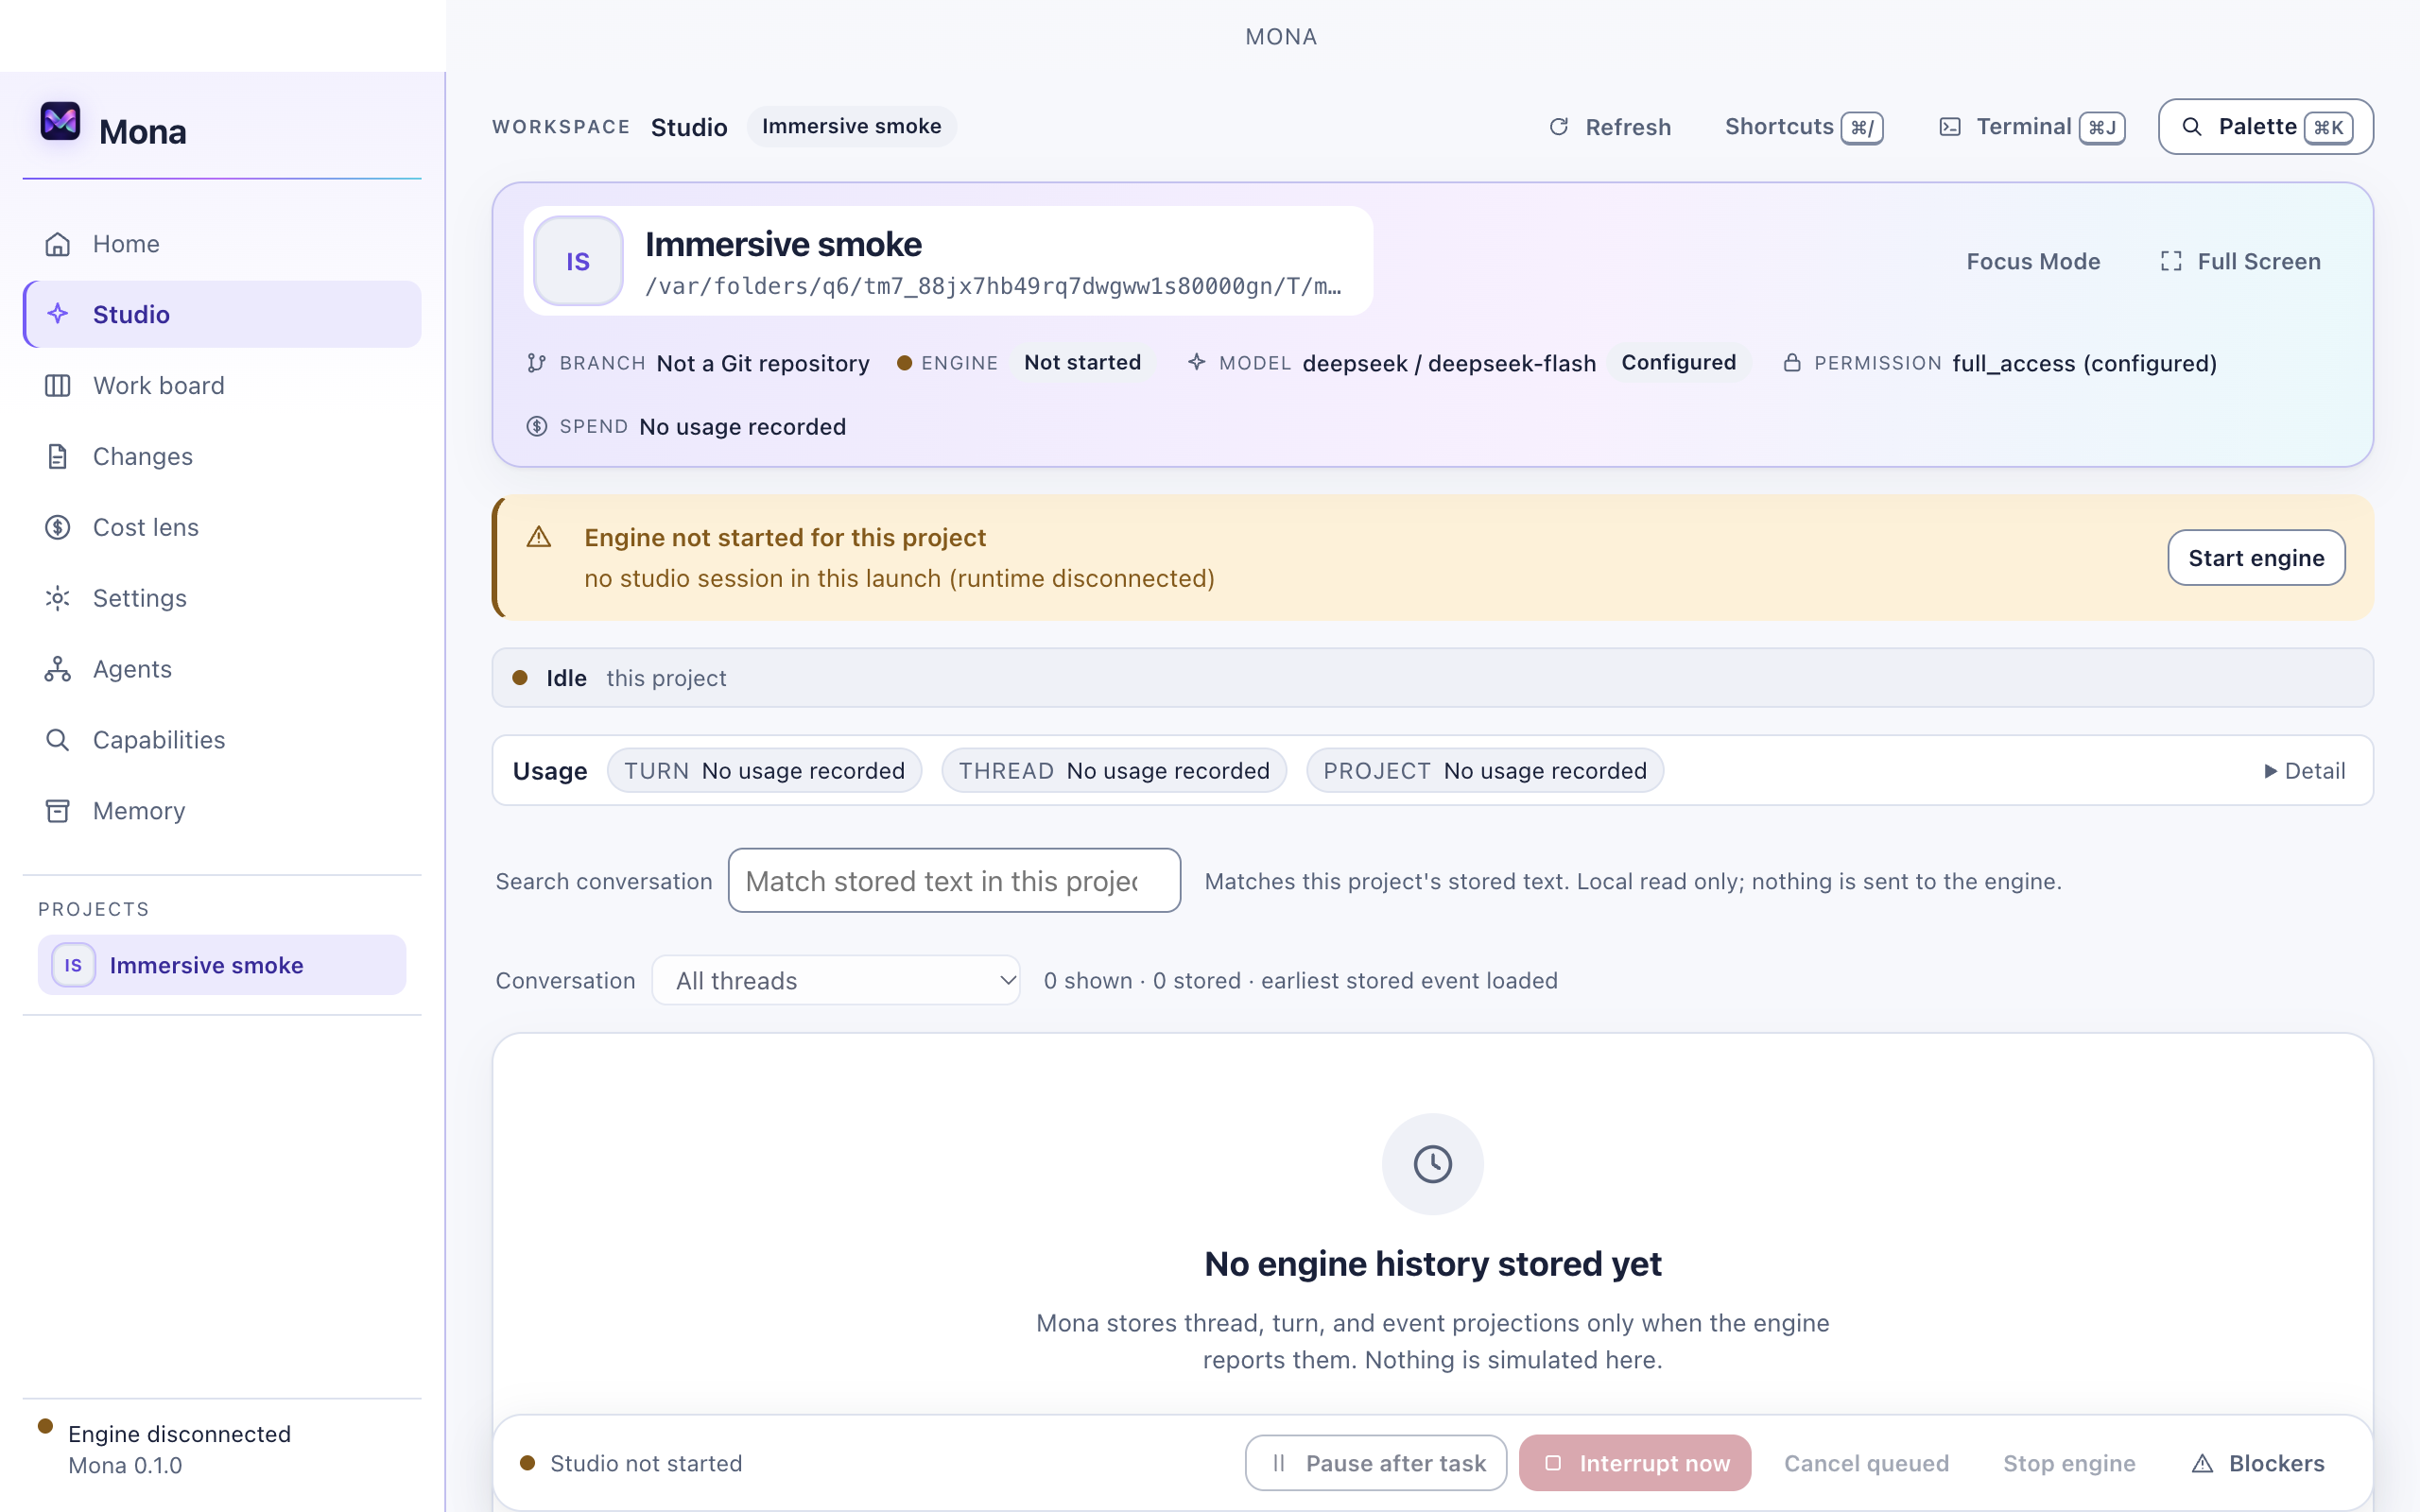 MONA
Mona
Home
Studio
Work board
Changes
Cost lens
Settings
Agents
Capabilities
Memory
PROJECTS
IS Immersive smoke
Engine disconnected
Mona 0.1.0
WORKSPACE Studio Immersive smoke Refresh Shortcuts ⌘/ Terminal ⌘J Palette ⌘K
IS
Immersive smoke
/var/folders/q6/tm7_88jx7hb49rq7dwgww1s80000gn/T/m…
Focus Mode Full Screen
BRANCH Not a Git repository ENGINE Not started MODEL deepseek / deepseek-flash Configured PERMISSION full_access (configured)
SPEND No usage recorded
Engine not started for this project
no studio session in this launch (runtime disconnected)
Start engine
Idle this project
Usage TURN No usage recorded THREAD No usage recorded PROJECT No usage recorded Detail
Search conversation Match stored text in this projec Matches this project's stored text. Local read only; nothing is sent to the engine.
Conversation All threads 0 shown · 0 stored · earliest stored event loaded
No engine history stored yet
Mona stores thread, turn, and event projections only when the engine
reports them. Nothing is simulated here.
Studio not started Pause after task Interrupt now Cancel queued Stop engine Blockers